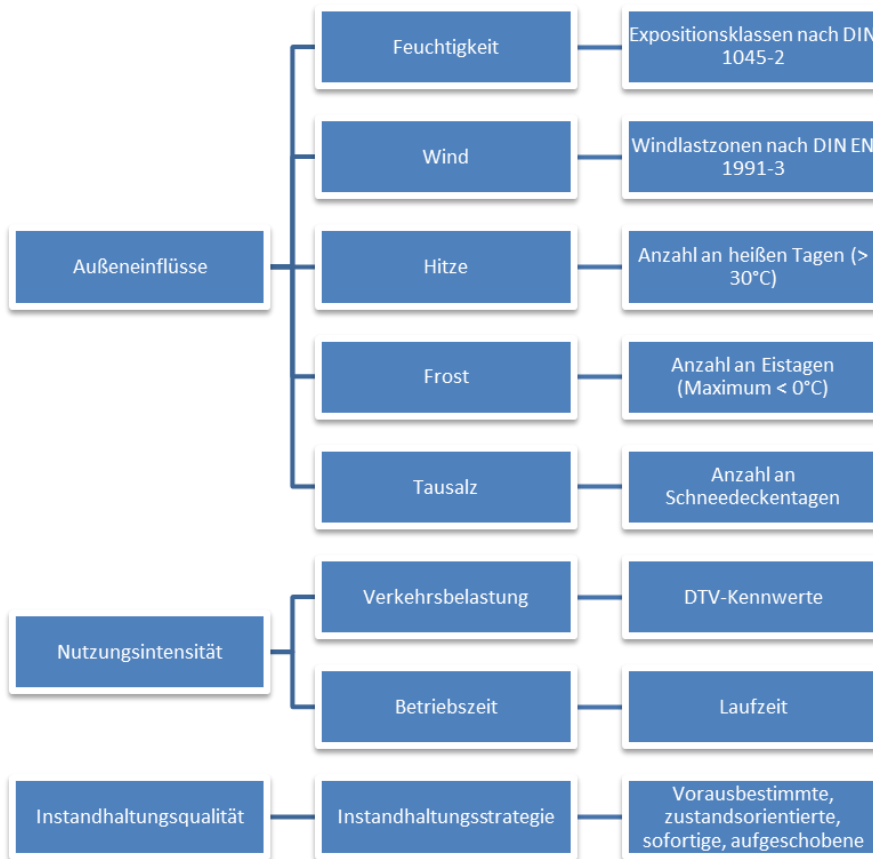 Feuchtigkeit
Expositionsklassen nach DIN
1045-2
Wind
Windlastzonen nach DIN EN
1991-3
Außeneinflüsse
Hitze
Anzahl an heißen Tagen (>
30°C)
Frost
Anzahl an Eistagen
(Maximum < 0°C)
Tausalz
Anzahl an
Schneedeckentagen
Nutzungsintensität
Verkehrsbelastung
DTV-Kennwerte
Betriebszeit
Laufzeit
Instandhaltungsqualität
Instandhaltungsstrategie
Vorausbestimmte,
zustandsorientierte,
sofortige, aufgeschobene